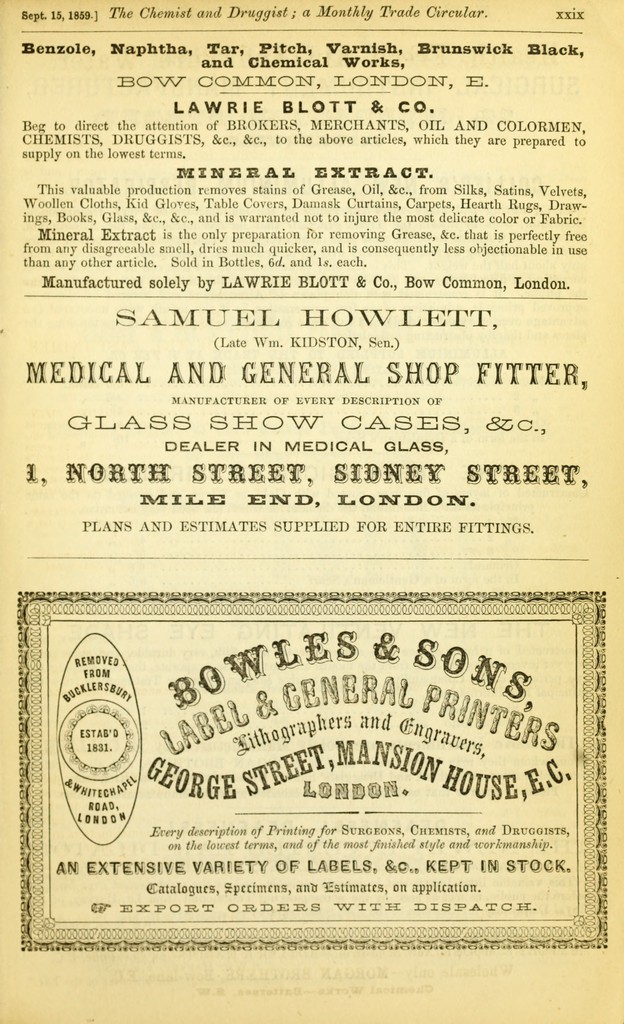 Sept. 15, 1859.] The Chemist and Druggist; a Monthly Trade Circular. xxix
Benzole, Naphtha, Tar, Pitch, Varnish, Brunswick Black,
and Chemical Works,
BOW COMMON, LONDON, E.
LAWRIE BLOTT & CO.
Beg to direct the attention of BROKERS, MERCHANTS, OIL AND COLORMEN,
CHEMISTS, DRUGGISTS, &c., &c., to the above articles, which they are prepared to
supply on the lowest terms.
MINERAL EXTRACT.
This valuable production removes stains of Grease, Oil, &c., from Silks, Satins, Velvets,
Woollen Cloths, Kid Gloves, Table Covers, Damask Curtains, Carpets, Hearth Rugs, Draw-
ings, Books, Glass, &c., &c., and is warranted not to injure the most delicate color or Fabric.
Mineral Extract is the only preparation for removing Grease, &c. that is perfectly free
from any disagreeable smell, dries much quicker, and is consequently less objectionable in use
than any other article. Sold in Bottles, 6d. and 1s. each.
Manufactured solely by LAWRIE BLOTT & Co., Bow Common, London.
SAMUEL HOWLETT,
(Late Wm. KIDSTON, Sen.)
MEDICAL AND GENERAL SHOP FITTER,
MANUFACTURER OF EVERY DESCRIPTION OF
GLASS SHOW CASES, &C.,
DEALER IN MEDICAL GLASS,
1, NORTH STREET, SIDNEY STREET,
MILE END, LONDON.
PLANS AND ESTIMATES SUPPLIED FOR ENTIRE FITTINGS.
REMOVED
FROM
BUCKLERSBURY
ESTAB'D
1831.
& WHITECHAPEL
ROAD,
LONDON
BOWLES & SONS,
LABEL & GENERAL PRINTERS
Lithographers and Engravers,
GEORGE STREET, MANSION HOUSE, E.C.
LONDON.
Every description of Printing for SURGEONS, CHEMISTS, and DRUGGISTS,
on the lowest terms, and of the most finished style and workmanship.
AN EXTENSIVE VARIETY OF LABELS, &C., KEPT IN STOCK.
Catalogues, Specimens, and Estimates, on application.
☞ EXPORT ORDERS WITH DISPATCH.